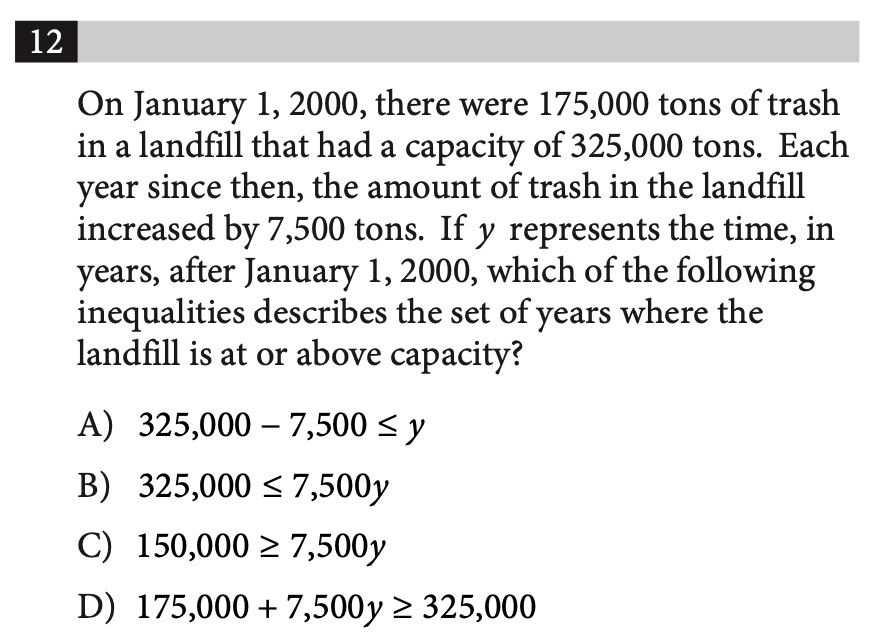 12
On January 1, 2000, there were 175,000 tons of trash
in a landfill that had a capacity of 325,000 tons. Each
year since then, the amount of trash in the landfill
increased by 7,500 tons. If y represents the time, in
years, after January 1, 2000, which of the following
inequalities describes the set of years where the
landfill is at or above capacity?
A) 325,000 − 7,500 ≤ y
B) 325,000 ≤ 7,500y
C) 150,000 ≥ 7,500y
D) 175,000 + 7,500y ≥ 325,000